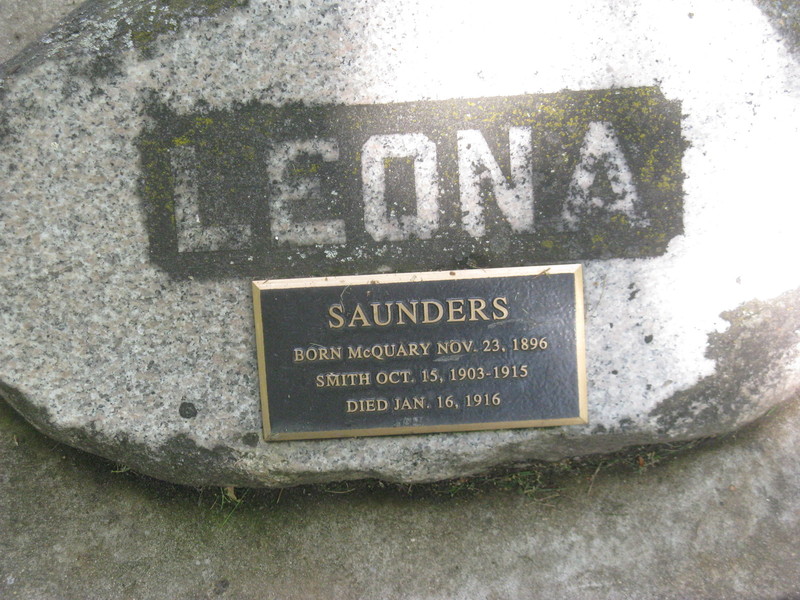 LEONA
SAUNDERS
BORN McQUARY NOV. 23, 1896
SMITH OCT. 15, 1903-1915
DIED JAN. 16, 1916